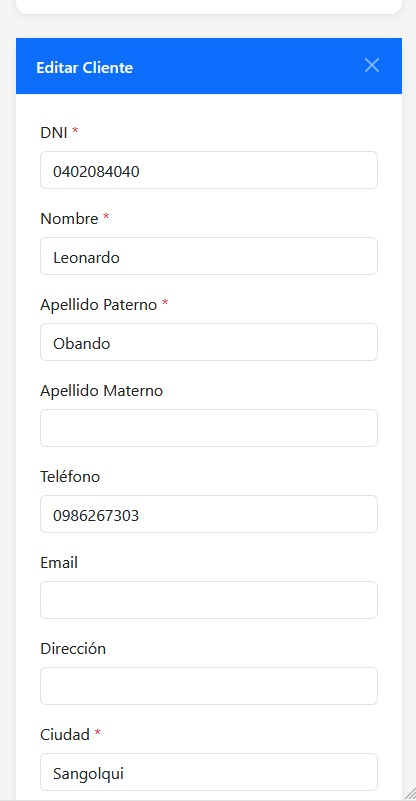 Editar Cliente
DNI *
0402084040
Nombre *
Leonardo
Apellido Paterno *
Obando
Apellido Materno
Teléfono
0986267303
Email
Dirección
Ciudad *
Sangolqui